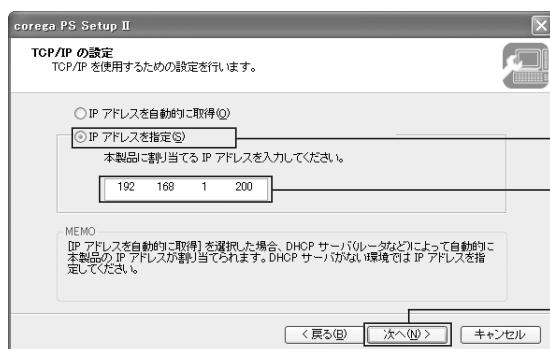 corega PS Setup II
TCP/IP の設定
TCP/IP を使用するための設定を行います。
IP アドレスを自動的に取得(O)
IP アドレスを指定(S)
本製品に割り当てる IP アドレスを入力してください。
192 168 1 200
MEMO
[IP アドレスを自動的に取得] を選択した場合、DHCP サーバ(ルータなど)によって自動的に
本製品の IP アドレスが割り当てられます。DHCP サーバがない環境では IP アドレスを指
定してください。
< 戻る(B) 次へ(N) > キャンセル